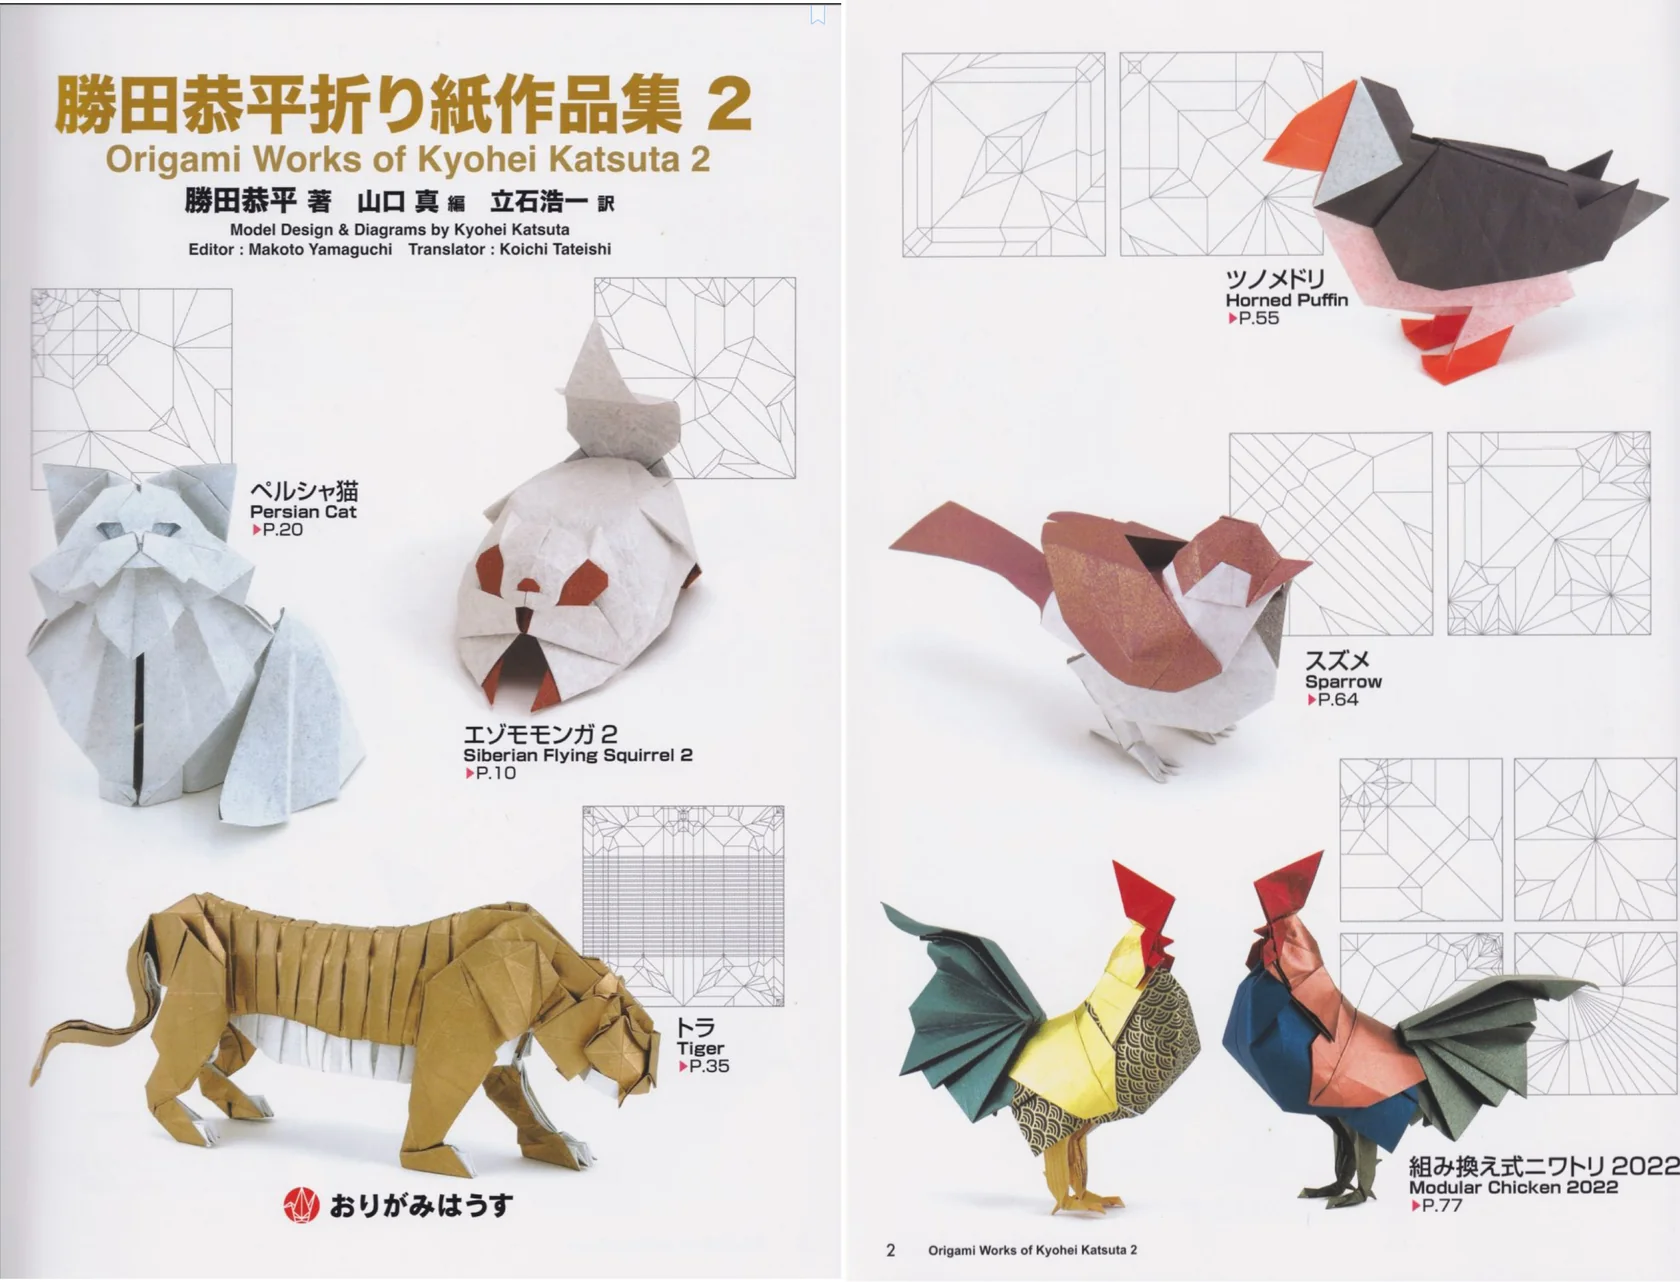 勝田恭平折り紙作品集 2
Origami Works of Kyohei Katsuta 2
勝田恭平 著　山口 真 編　立石浩一 訳
Model Design & Diagrams by Kyohei Katsuta
Editor : Makoto Yamaguchi　Translator : Koichi Tateishi
ペルシャ猫
Persian Cat
▶P.20
エゾモモンガ 2
Siberian Flying Squirrel 2
▶P.10
トラ
Tiger
▶P.35
おりがみはうす
ツノメドリ
Horned Puffin
▶P.55
スズメ
Sparrow
▶P.64
組み換え式ニワトリ 2022
Modular Chicken 2022
▶P.77
2　Origami Works of Kyohei Katsuta 2